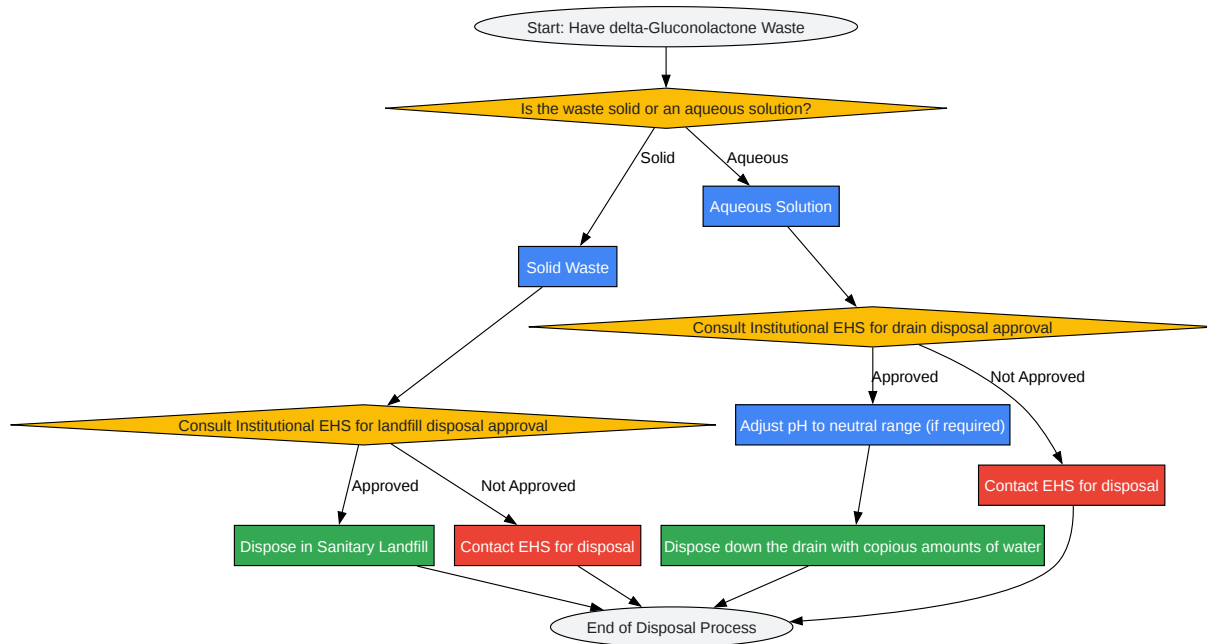 Start: Have delta-Gluconolactone Waste
Is the waste solid or an aqueous solution?
Solid
Aqueous
Aqueous Solution
Solid Waste
Consult Institutional EHS for drain disposal approval
Approved
Not Approved
Consult Institutional EHS for landfill disposal approval
Adjust pH to neutral range (if required)
Contact EHS for disposal
Approved
Not Approved
Dispose in Sanitary Landfill
Contact EHS for disposal
Dispose down the drain with copious amounts of water
End of Disposal Process